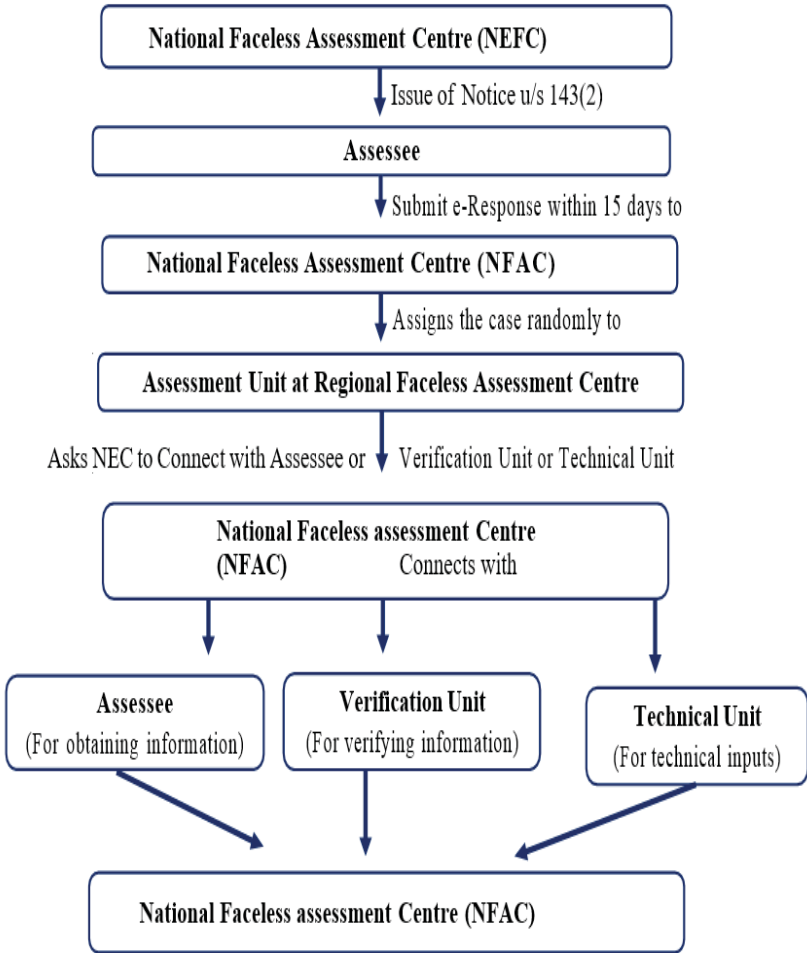 National Faceless Assessment Centre (NEFC)
Issue of Notice u/s 143(2)
Assessee
Submit e-Response within 15 days to
National Faceless Assessment Centre (NFAC)
Assigns the case randomly to
Assessment Unit at Regional Faceless Assessment Centre
Asks NEC to Connect with Assessee or Verification Unit or Technical Unit
National Faceless assessment Centre
(NFAC) Connects with
Assessee
(For obtaining information)
Verification Unit
(For verifying information)
Technical Unit
(For technical inputs)
National Faceless assessment Centre (NFAC)